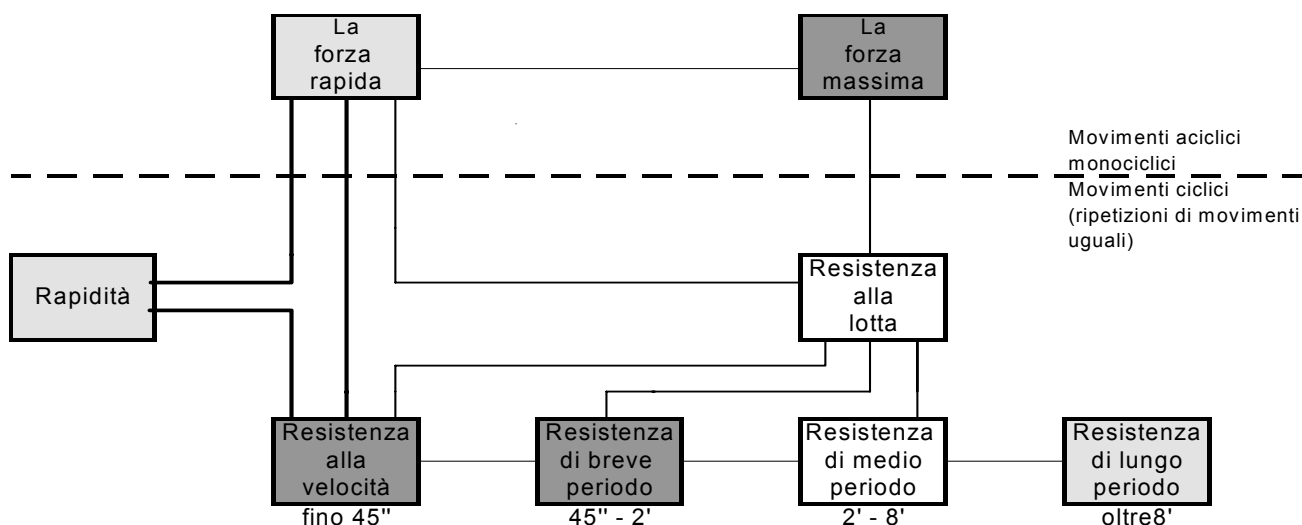 La
forza
rapida
La
forza
massima
Movimenti aciclici
monociclici
Movimenti ciclici
(ripetizioni di movimenti
uguali)
Rapidità
Resistenza
alla
lotta
Resistenza
alla
velocità
fino 45"
Resistenza
di breve
periodo
45" - 2'
Resistenza
di medio
periodo
2' - 8'
Resistenza
di lungo
periodo
oltre8'